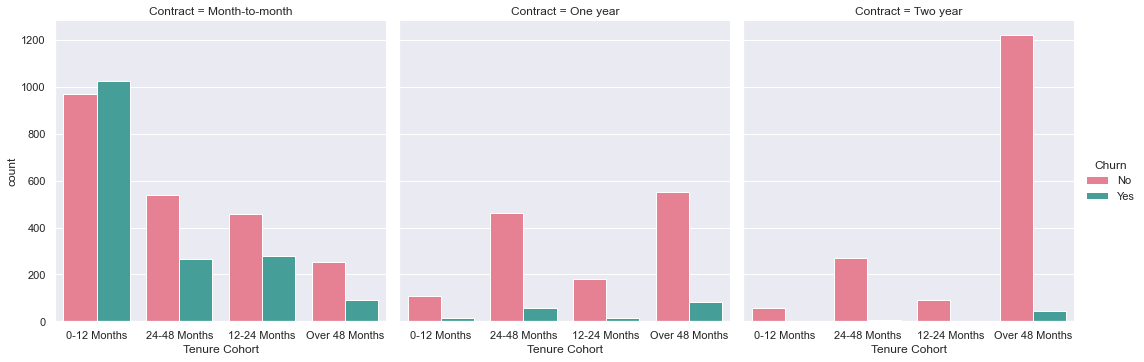 Contract = Month-to-month
Contract = One year
Contract = Two year
1200
1000
800
600
400
200
0
count
0-12 Months 24-48 Months 12-24 Months Over 48 Months
Tenure Cohort
0-12 Months 24-48 Months 12-24 Months Over 48 Months
Tenure Cohort
0-12 Months 24-48 Months 12-24 Months Over 48 Months
Tenure Cohort
Churn
No
Yes